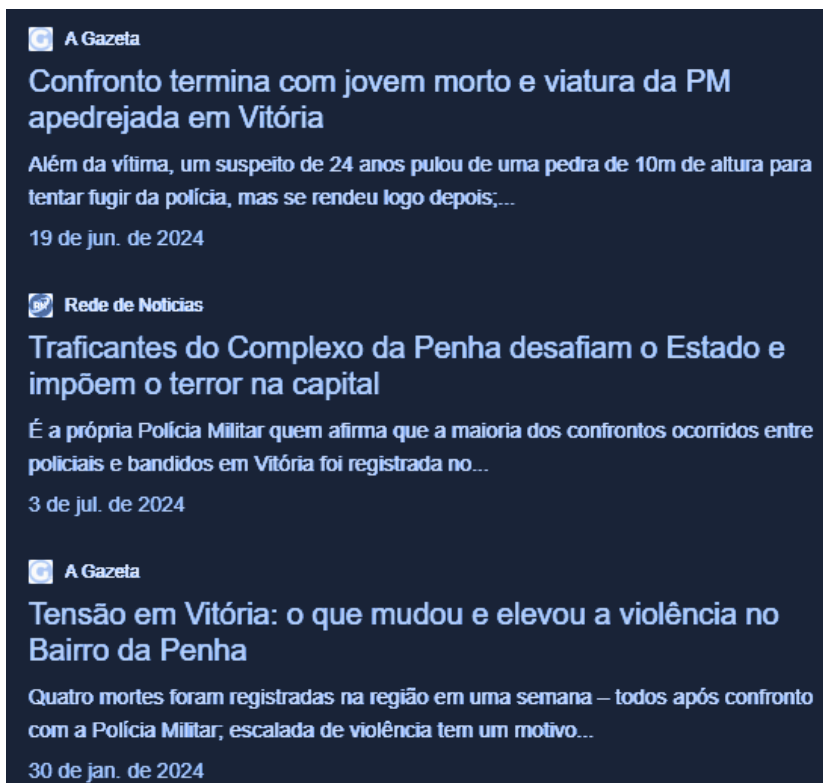 A Gazeta
Confronto termina com jovem morto e viatura da PM
apedrejada em Vitória
Além da vítima, um suspeito de 24 anos pulou de uma pedra de 10m de altura para
tentar fugir da polícia, mas se rendeu logo depois;...
19 de jun. de 2024
Rede de Noticias
Traficantes do Complexo da Penha desafiam o Estado e
impõem o terror na capital
É a própria Polícia Militar quem afirma que a maioria dos confrontos ocorridos entre
policiais e bandidos em Vitória foi registrada no...
3 de jul. de 2024
A Gazeta
Tensão em Vitória: o que mudou e elevou a violência no
Bairro da Penha
Quatro mortes foram registradas na região em uma semana – todos após confronto
com a Polícia Militar; escalada de violência tem um motivo...
30 de jan. de 2024